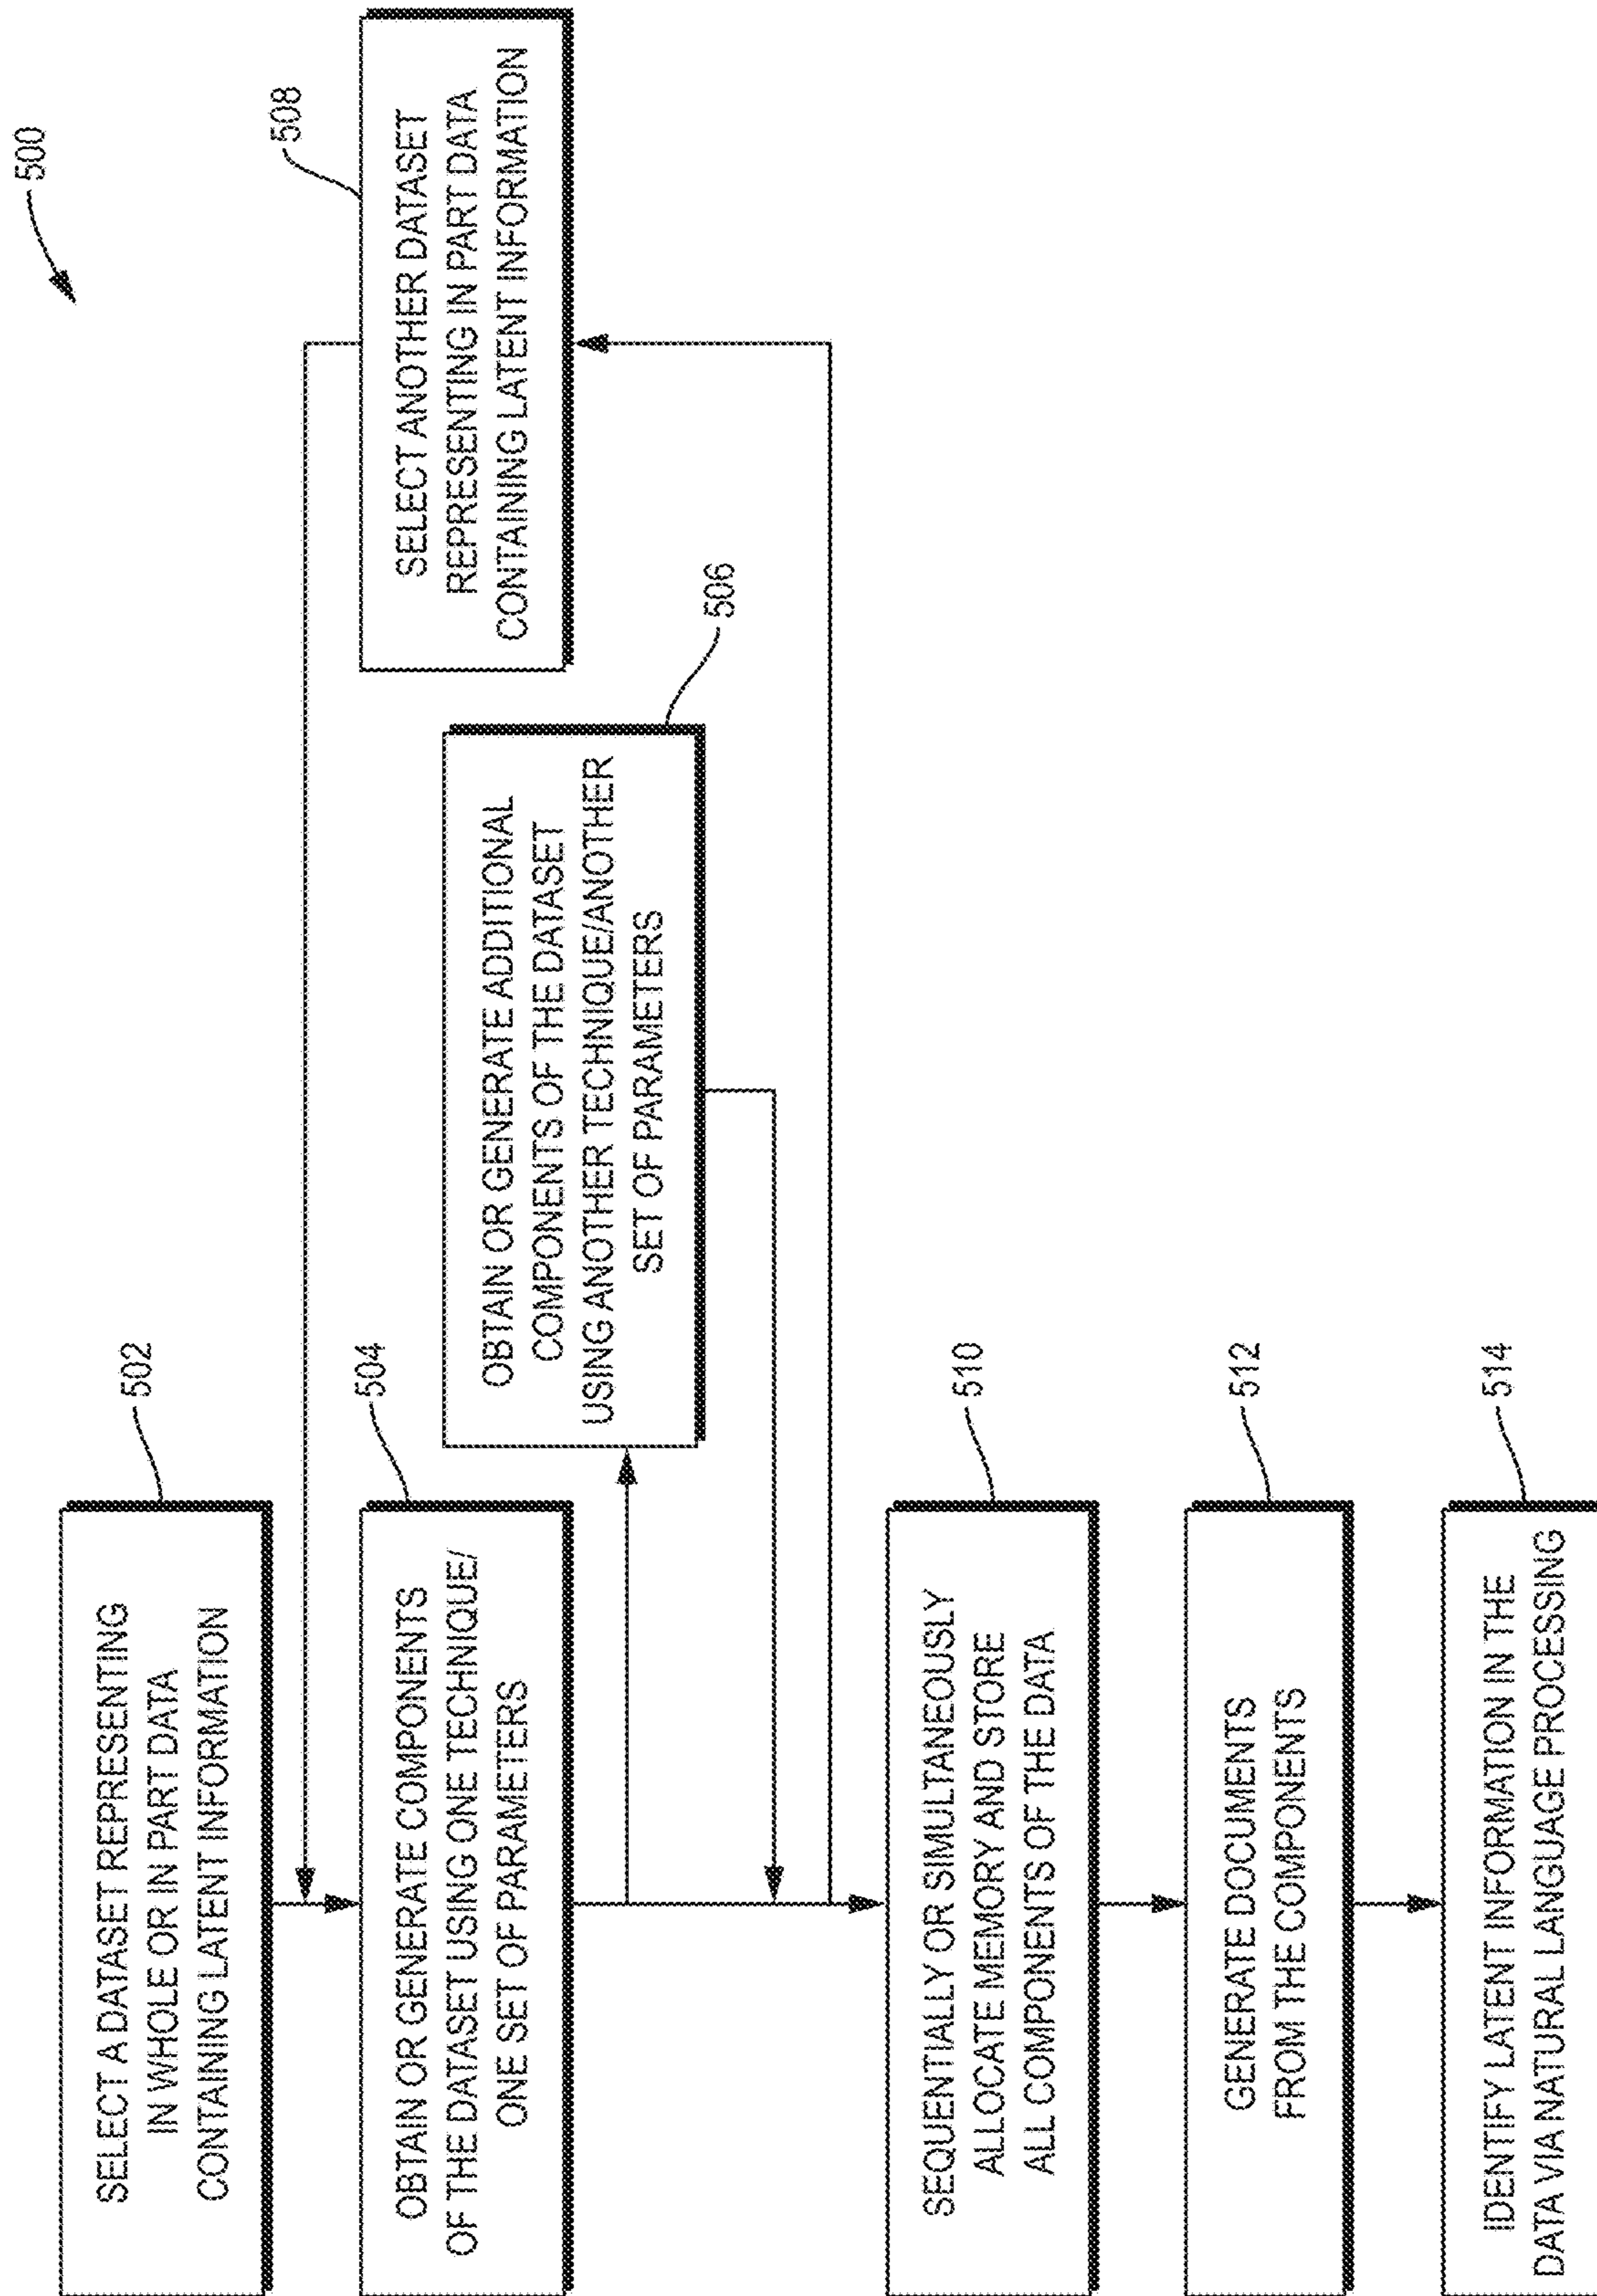 500
502
SELECT A DATASET REPRESENTING
IN WHOLE OR IN PART DATA
CONTAINING LATENT INFORMATION
504
OBTAIN OR GENERATE COMPONENTS
OF THE DATASET USING ONE TECHNIQUE/
ONE SET OF PARAMETERS
506
OBTAIN OR GENERATE ADDITIONAL
COMPONENTS OF THE DATASET
USING ANOTHER TECHNIQUE/ANOTHER
SET OF PARAMETERS
508
SELECT ANOTHER DATASET
REPRESENTING IN PART DATA
CONTAINING LATENT INFORMATION
510
SEQUENTIALLY OR SIMULTANEOUSLY
ALLOCATE MEMORY AND STORE
ALL COMPONENTS OF THE DATA
512
GENERATE DOCUMENTS
FROM THE COMPONENTS
514
IDENTIFY LATENT INFORMATION IN THE
DATA VIA NATURAL LANGUAGE PROCESSING